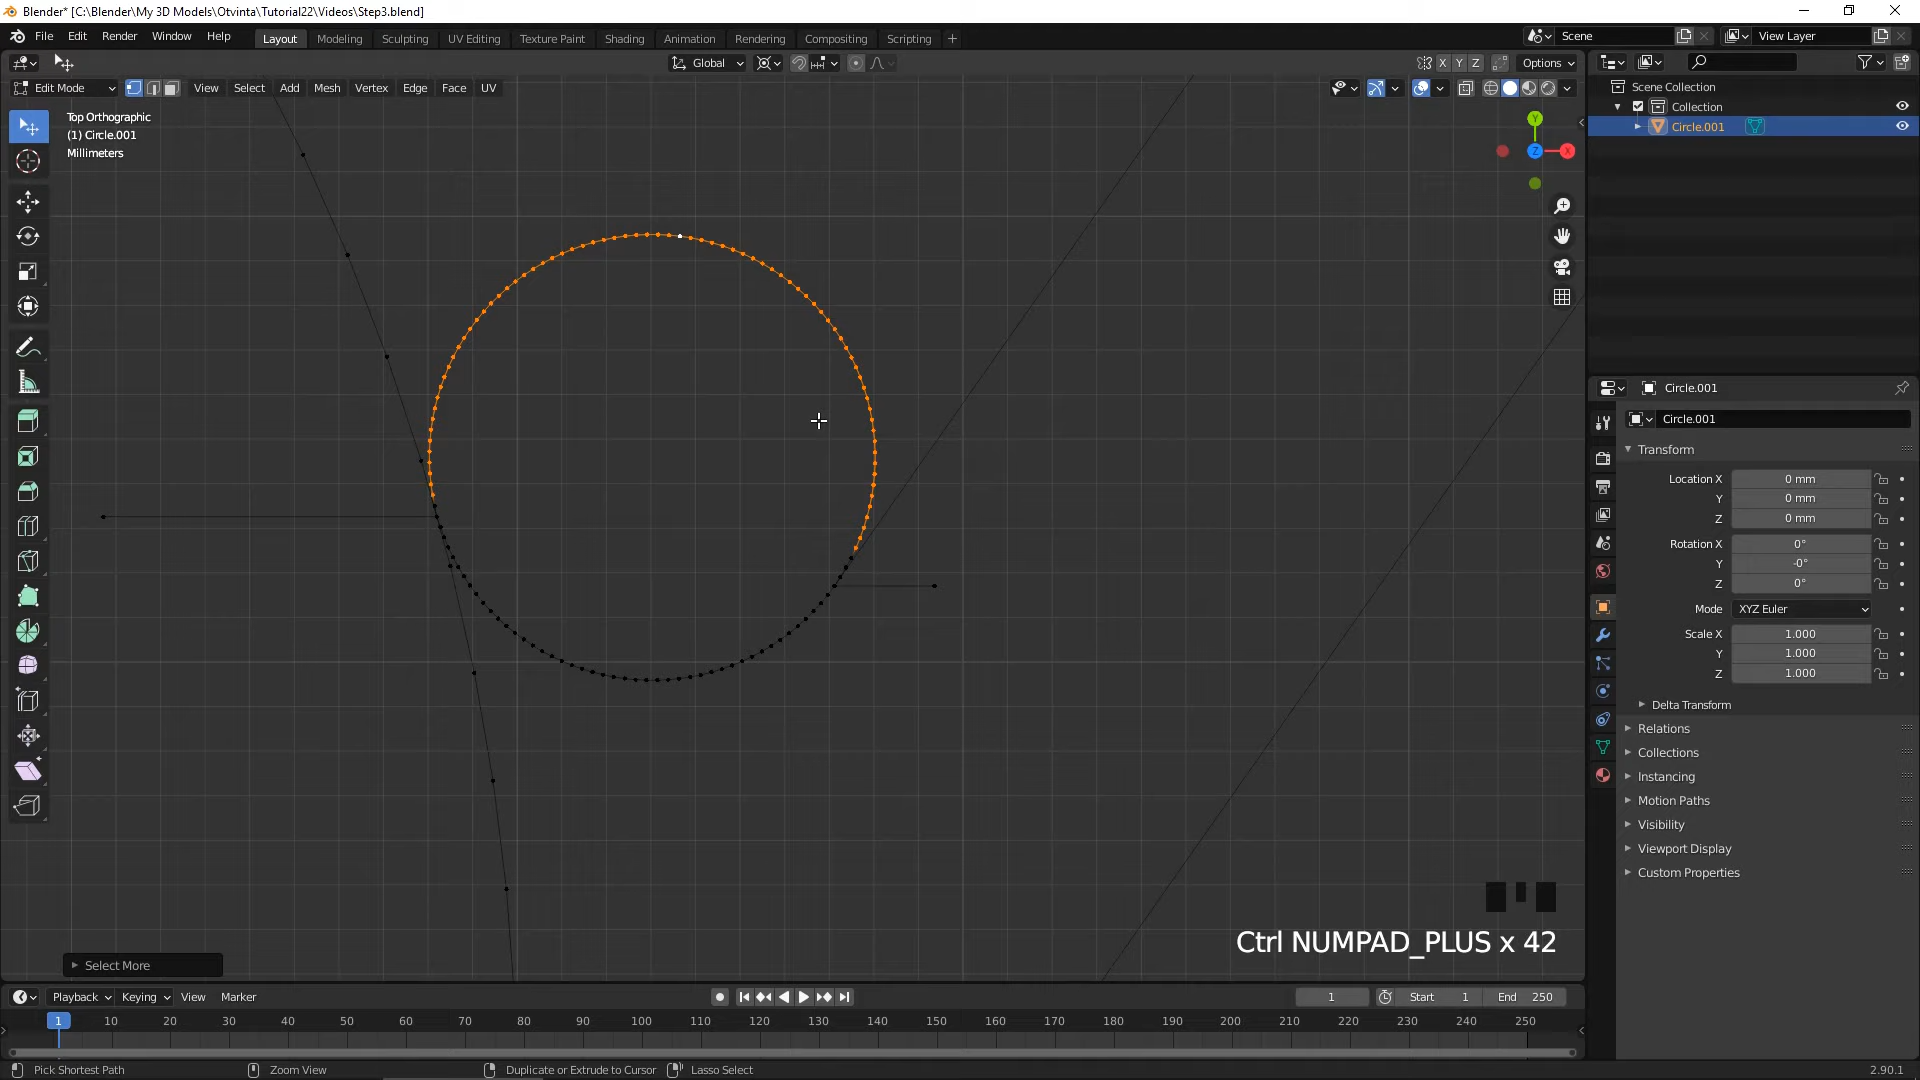 Blender* [C:\Blender\My 3D Models\Otvinta\Tutorial22\Videos\Step3.blend]
File Edit Render Window Help
Layout Modeling Sculpting UV Editing Texture Paint Shading Animation Rendering Compositing Scripting
Scene
View Layer
Global
X Y Z
Options
Edit Mode
View Select Add Mesh Vertex Edge Face UV
Top Orthographic
(1) Circle.001
Millimeters
Y
Z
X
Scene Collection
Collection
Circle.001
Circle.001
Circle.001
Transform
Location X 0 mm
Y 0 mm
Z 0 mm
Rotation X 0°
Y -0°
Z 0°
Mode XYZ Euler
Scale X 1.000
Y 1.000
Z 1.000
Delta Transform
Relations
Collections
Instancing
Motion Paths
Visibility
Viewport Display
Custom Properties
Ctrl NUMPAD_PLUS x 42
Select More
Playback Keying View Marker
1
Start 1
End 250
1 10 20 30 40 50 60 70 80 90 100 110 120 130 140 150 160 170 180 190 200 210 220 230 240 250
Pick Shortest Path
Zoom View
Duplicate or Extrude to Cursor
Lasso Select
2.90.1